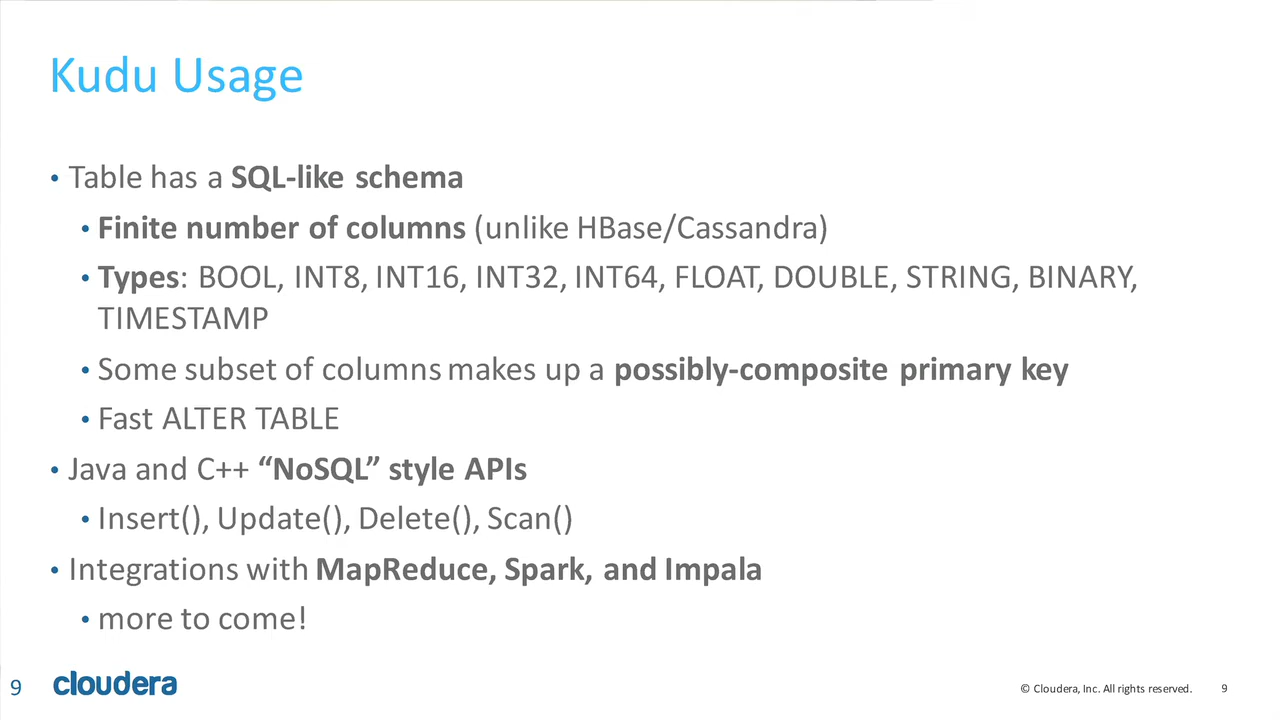 Kudu Usage
• Table has a SQL-like schema
• Finite number of columns (unlike HBase/Cassandra)
• Types: BOOL, INT8, INT16, INT32, INT64, FLOAT, DOUBLE, STRING, BINARY,
TIMESTAMP
• Some subset of columns makes up a possibly-composite primary key
• Fast ALTER TABLE
• Java and C++ “NoSQL” style APIs
• Insert(), Update(), Delete(), Scan()
• Integrations with MapReduce, Spark, and Impala
• more to come!
9 cloudera © Cloudera, Inc. All rights reserved. 9